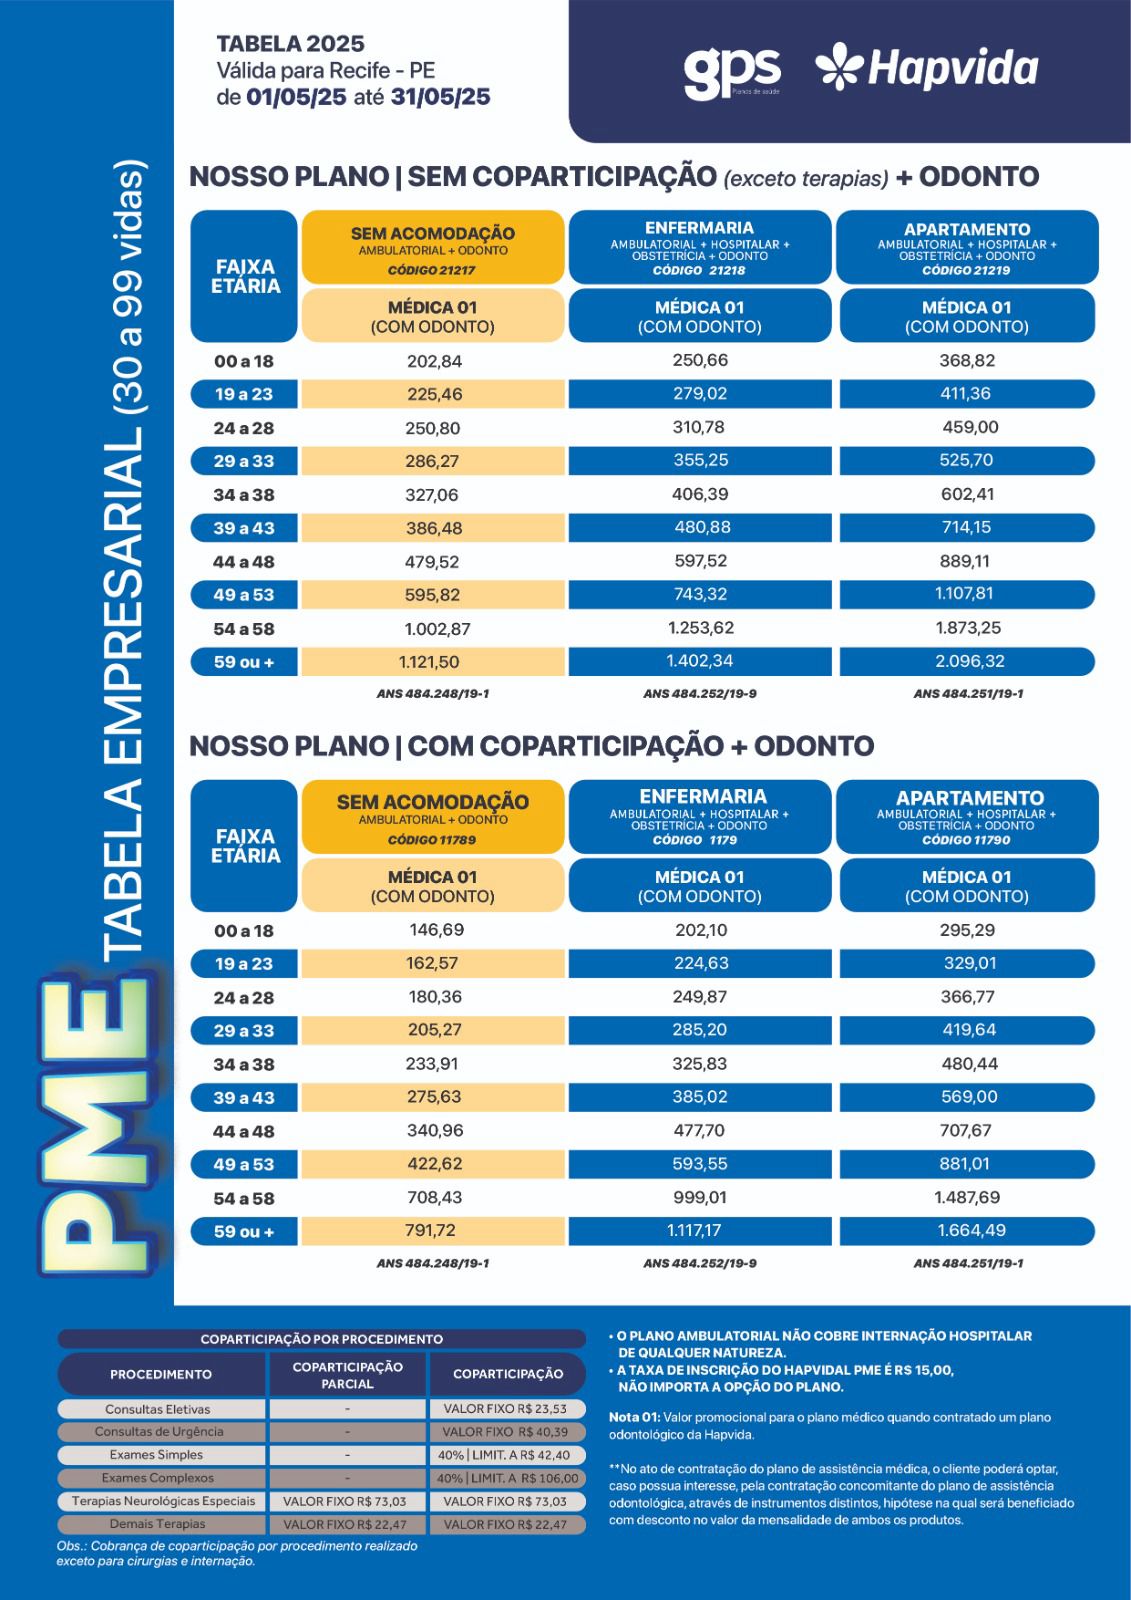 TABELA 2025
Válida para Recife - PE
de 01/05/25 até 31/05/25
gps
Planos de saúde
Hapvida
PME TABELA EMPRESARIAL (30 a 99 vidas)
NOSSO PLANO | SEM COPARTICIPAÇÃO (exceto terapias) + ODONTO
FAIXA ETÁRIA
SEM ACOMODAÇÃO
AMBULATORIAL + ODONTO
CÓDIGO 21217
ENFERMARIA
AMBULATORIAL + HOSPITALAR +
OBSTETRÍCIA + ODONTO
CÓDIGO 21218
APARTAMENTO
AMBULATORIAL + HOSPITALAR +
OBSTETRÍCIA + ODONTO
CÓDIGO 21219
MÉDICA 01
(COM ODONTO)
MÉDICA 01
(COM ODONTO)
MÉDICA 01
(COM ODONTO)
00 a 18 202,84 250,66 368,82
19 a 23 225,46 279,02 411,36
24 a 28 250,80 310,78 459,00
29 a 33 286,27 355,25 525,70
34 a 38 327,06 406,39 602,41
39 a 43 386,48 480,88 714,15
44 a 48 479,52 597,52 889,11
49 a 53 595,82 743,32 1.107,81
54 a 58 1.002,87 1.253,62 1.873,25
59 ou + 1.121,50 1.402,34 2.096,32
ANS 484.248/19-1 ANS 484.252/19-9 ANS 484.251/19-1
NOSSO PLANO | COM COPARTICIPAÇÃO + ODONTO
FAIXA ETÁRIA
SEM ACOMODAÇÃO
AMBULATORIAL + ODONTO
CÓDIGO 11789
ENFERMARIA
AMBULATORIAL + HOSPITALAR +
OBSTETRÍCIA + ODONTO
CÓDIGO 1179
APARTAMENTO
AMBULATORIAL + HOSPITALAR +
OBSTETRÍCIA + ODONTO
CÓDIGO 11790
MÉDICA 01
(COM ODONTO)
MÉDICA 01
(COM ODONTO)
MÉDICA 01
(COM ODONTO)
00 a 18 146,69 202,10 295,29
19 a 23 162,57 224,63 329,01
24 a 28 180,36 249,87 366,77
29 a 33 205,27 285,20 419,64
34 a 38 233,91 325,83 480,44
39 a 43 275,63 385,02 569,00
44 a 48 340,96 477,70 707,67
49 a 53 422,62 593,55 881,01
54 a 58 708,43 999,01 1.487,69
59 ou + 791,72 1.117,17 1.664,49
ANS 484.248/19-1 ANS 484.252/19-9 ANS 484.251/19-1
COPARTICIPAÇÃO POR PROCEDIMENTO
PROCEDIMENTO COPARTICIPAÇÃO PARCIAL COPARTICIPAÇÃO
Consultas Eletivas - VALOR FIXO R$ 23,53
Consultas de Urgência - VALOR FIXO R$ 40,39
Exames Simples - 40% | LIMIT. A R$ 42,40
Exames Complexos - 40% | LIMIT. A R$ 106,00
Terapias Neurológicas Especiais VALOR FIXO R$ 73,03 VALOR FIXO R$ 73,03
Demais Terapias VALOR FIXO R$ 22,47 VALOR FIXO R$ 22,47
Obs.: Cobrança de coparticipação por procedimento realizado
exceto para cirurgias e internação.
• O PLANO AMBULATORIAL NÃO COBRE INTERNAÇÃO HOSPITALAR
DE QUALQUER NATUREZA.
• A TAXA DE INSCRIÇÃO DO HAPVIDAL PME É R$ 15,00,
NÃO IMPORTA A OPÇÃO DO PLANO.
Nota 01: Valor promocional para o plano médico quando contratado um plano
odontológico da Hapvida.
**No ato de contratação do plano de assistência médica, o cliente poderá optar,
caso possua interesse, pela contratação concomitante do plano de assistência
odontológica, através de instrumentos distintos, hipótese na qual será beneficiado
com desconto no valor da mensalidade de ambos os produtos.